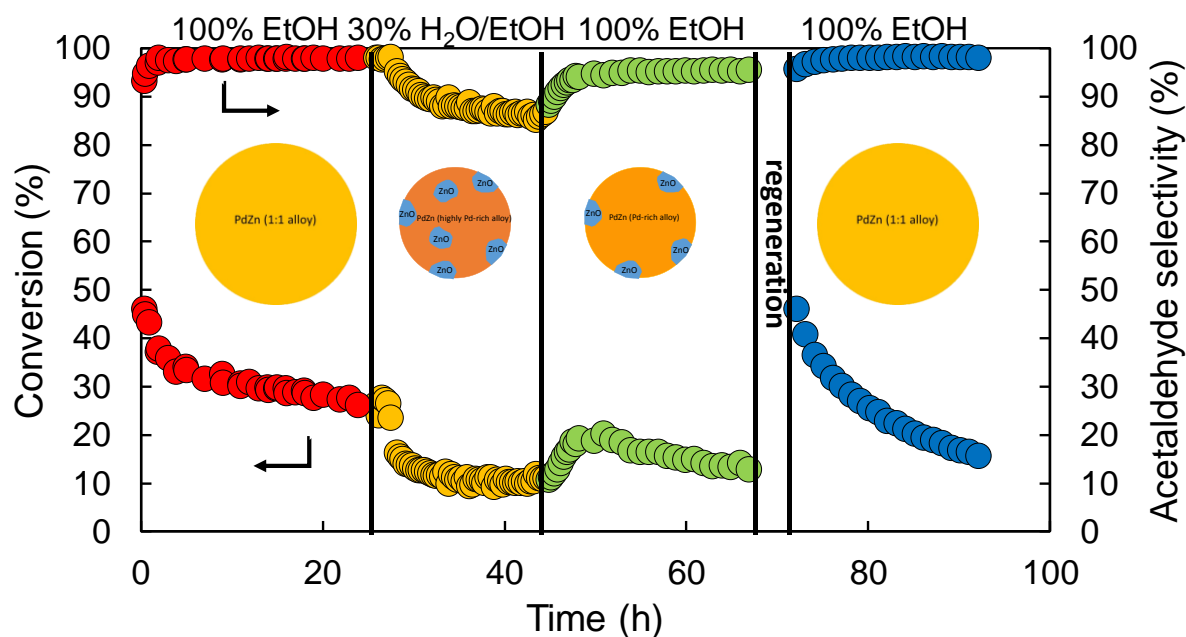 100% EtOH 30% H₂O/EtOH 100% EtOH 100% EtOH
Conversion (%)
100
90
80
70
60
50
40
30
20
10
0
PdZn (1:1 alloy)
ZnO
ZnO
ZnO
PdZn (highly Pd-rich alloy)
ZnO
ZnO
ZnO
ZnO
ZnO
PdZn (Pd-rich alloy)
ZnO
ZnO
regeneration
PdZn (1:1 alloy)
100
90
80
70
60
50
40
30
20
10
0
Acetaldehyde selectivity (%)
0 20 40 60 80 100
Time (h)